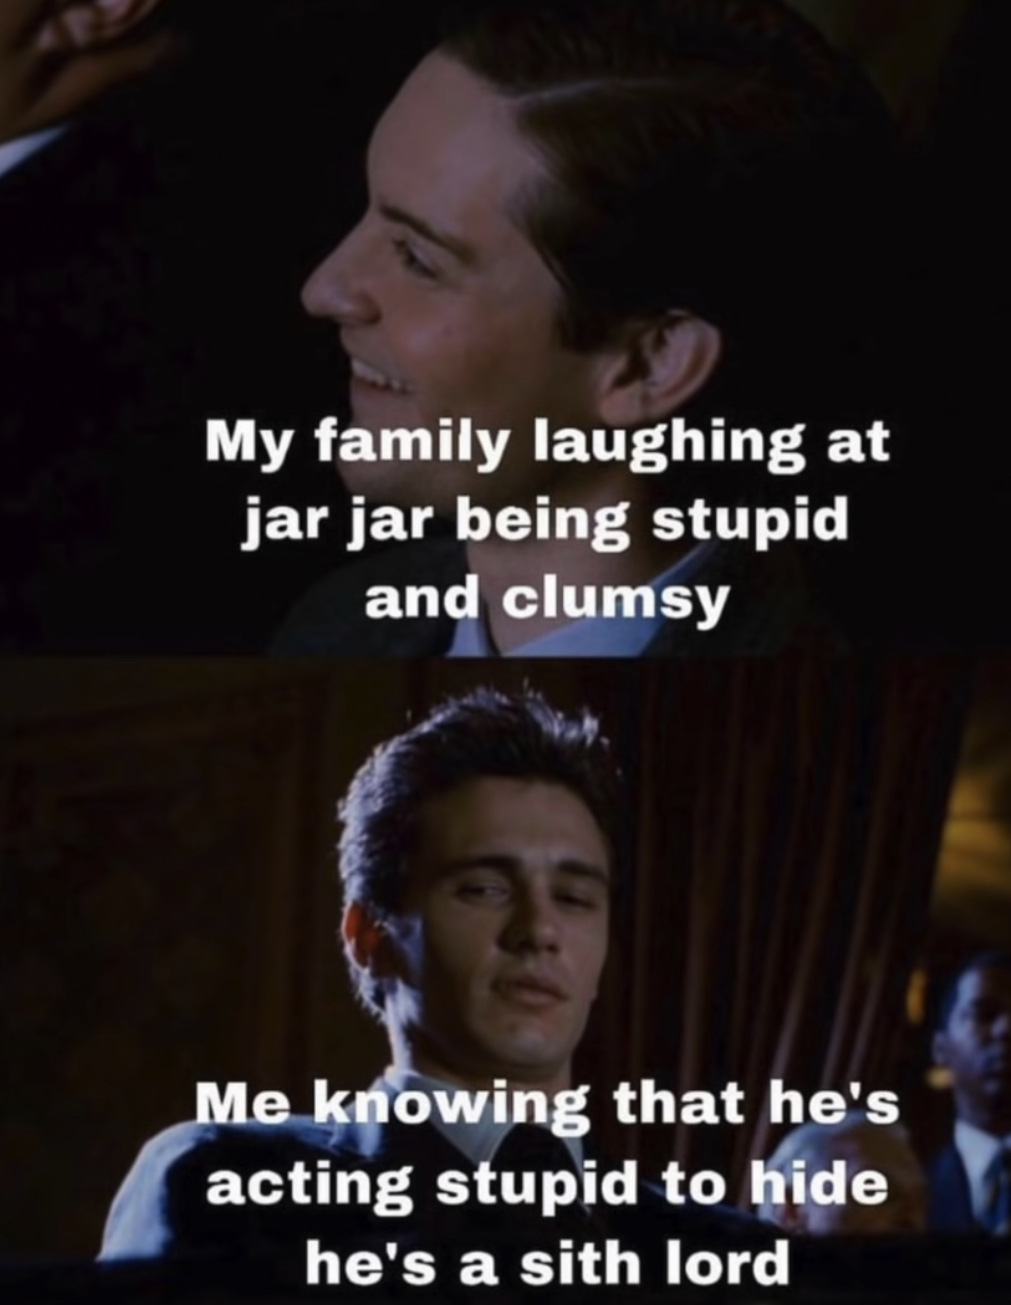 My family laughing at
jar jar being stupid
and clumsy
Me knowing that he's
acting stupid to hide
he's a sith lord